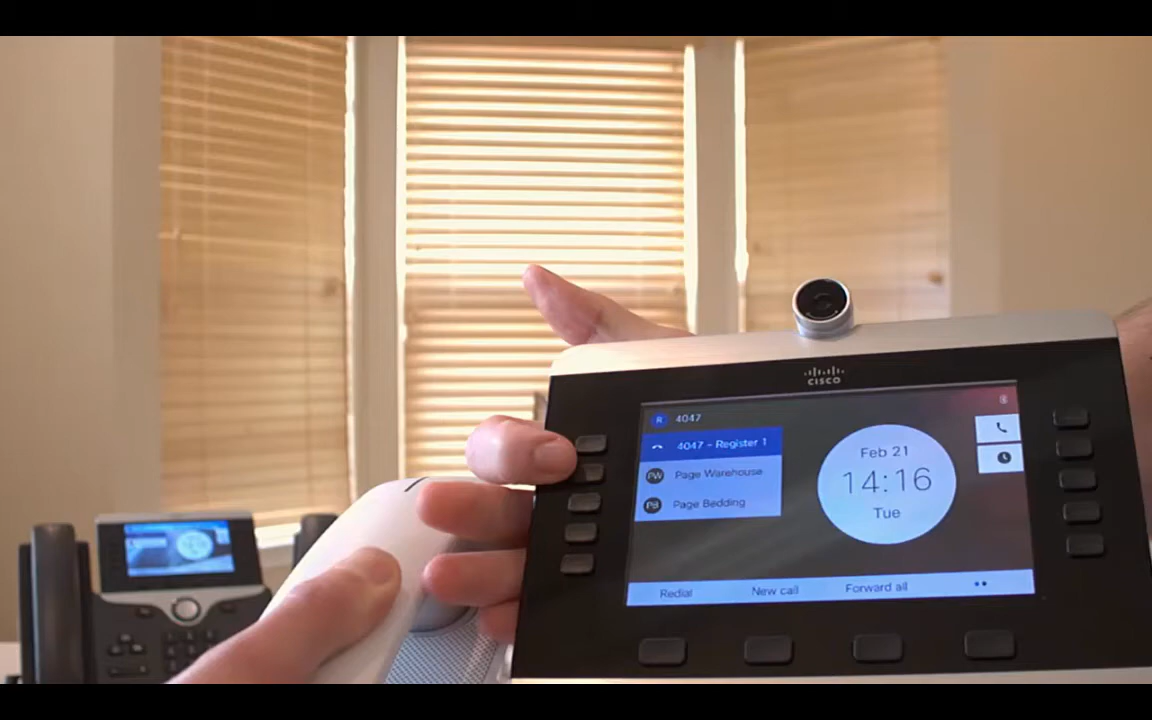 CISCO
R 4047
4047 - Register 1
PW Page Warehouse
PB Page Bedding
Feb 21
14:16
Tue
Redial New call Forward all